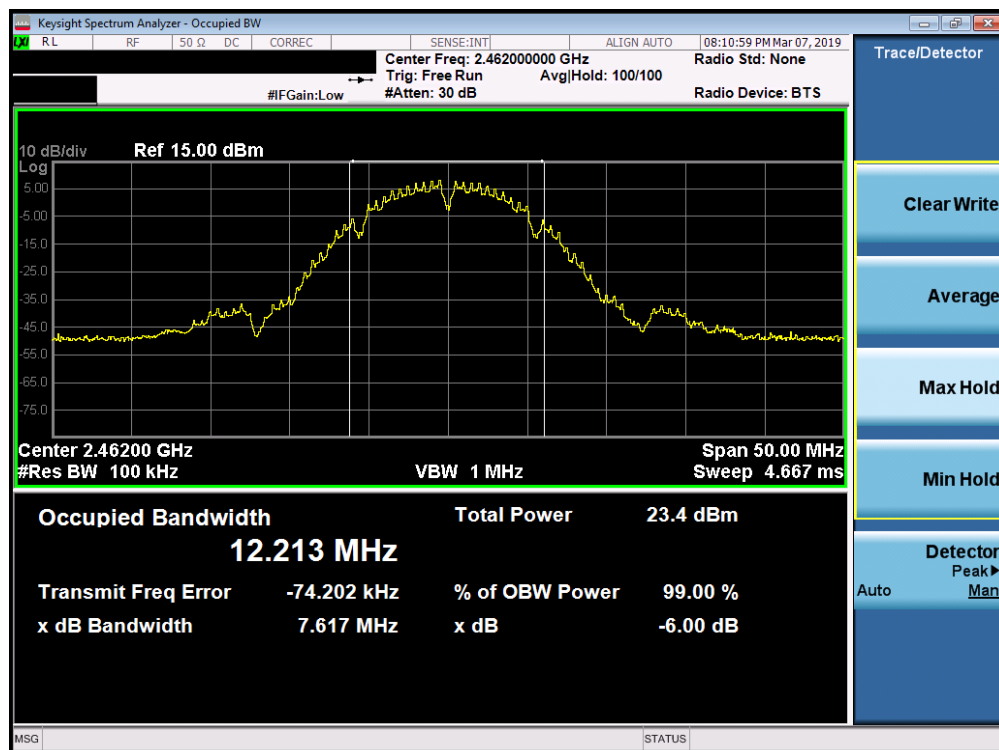 Keysight Spectrum Analyzer - Occupied BW
LXI RL RF 50 Ω DC CORREC SENSE:INT ALIGN AUTO 08:10:59 PM Mar 07, 2019
Center Freq: 2.462000000 GHz Radio Std: None
Trig: Free Run Avg|Hold: 100/100
#IFGain:Low #Atten: 30 dB Radio Device: BTS
10 dB/div Ref 15.00 dBm
Log
5.00
-5.00
-15.0
-25.0
-35.0
-45.0
-55.0
-65.0
-75.0
Center 2.46200 GHz Span 50.00 MHz
#Res BW 100 kHz VBW 1 MHz Sweep 4.667 ms
Occupied Bandwidth Total Power 23.4 dBm
12.213 MHz
Transmit Freq Error -74.202 kHz % of OBW Power 99.00 %
x dB Bandwidth 7.617 MHz x dB -6.00 dB
MSG STATUS
Trace/Detector
Clear Write
Average
Max Hold
Min Hold
Detector
Peak▶
Auto Man